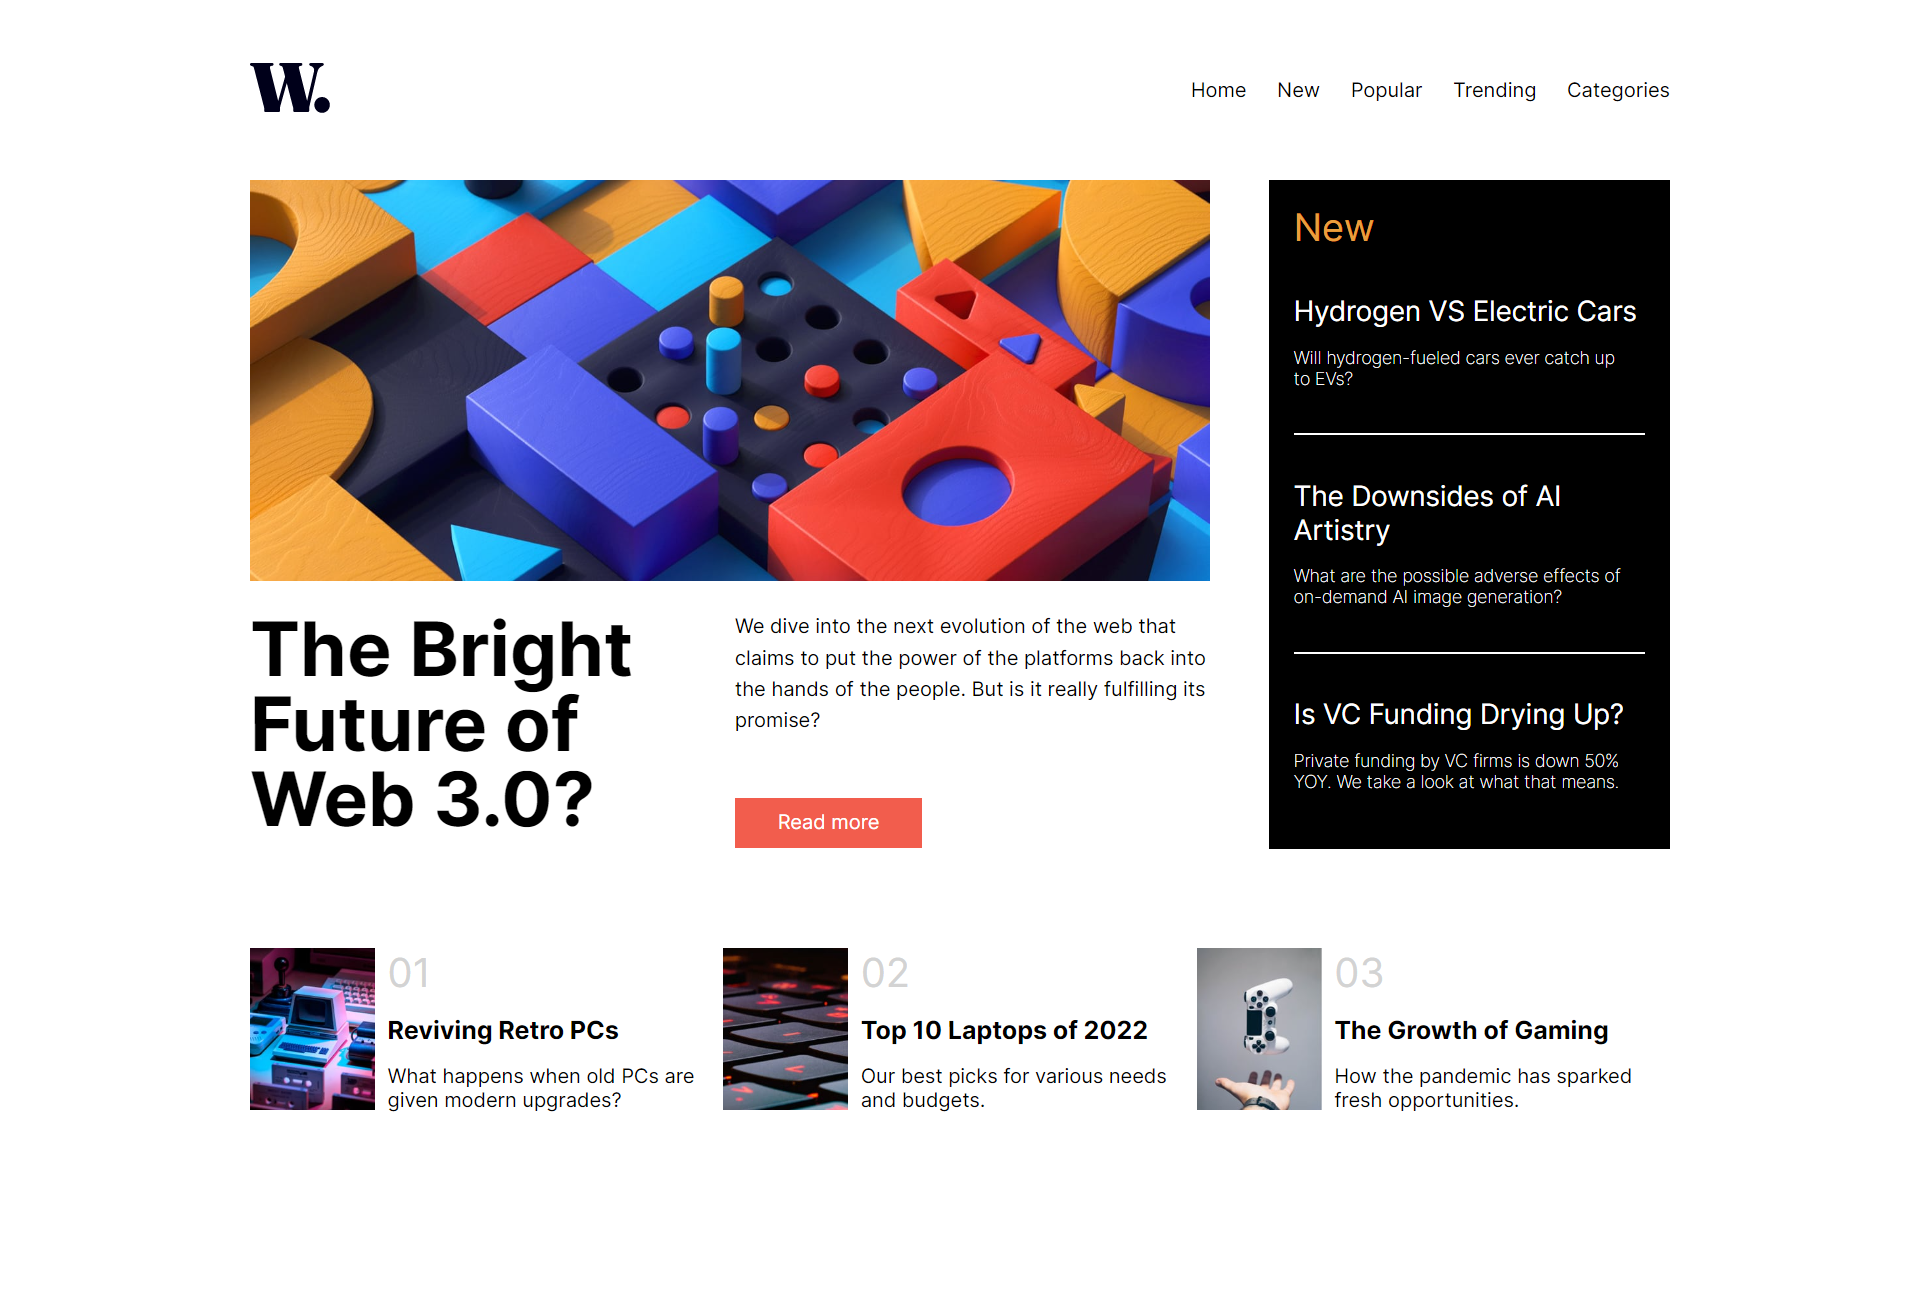 W.
Home New Popular Trending Categories
The Bright
Future of
Web 3.0?
We dive into the next evolution of the web that
claims to put the power of the platforms back into
the hands of the people. But is it really fulfilling its
promise?
Read more
New
Hydrogen VS Electric Cars
Will hydrogen-fueled cars ever catch up
to EVs?
The Downsides of AI
Artistry
What are the possible adverse effects of
on-demand AI image generation?
Is VC Funding Drying Up?
Private funding by VC firms is down 50%
YOY. We take a look at what that means.
01
Reviving Retro PCs
What happens when old PCs are
given modern upgrades?
02
Top 10 Laptops of 2022
Our best picks for various needs
and budgets.
03
The Growth of Gaming
How the pandemic has sparked
fresh opportunities.